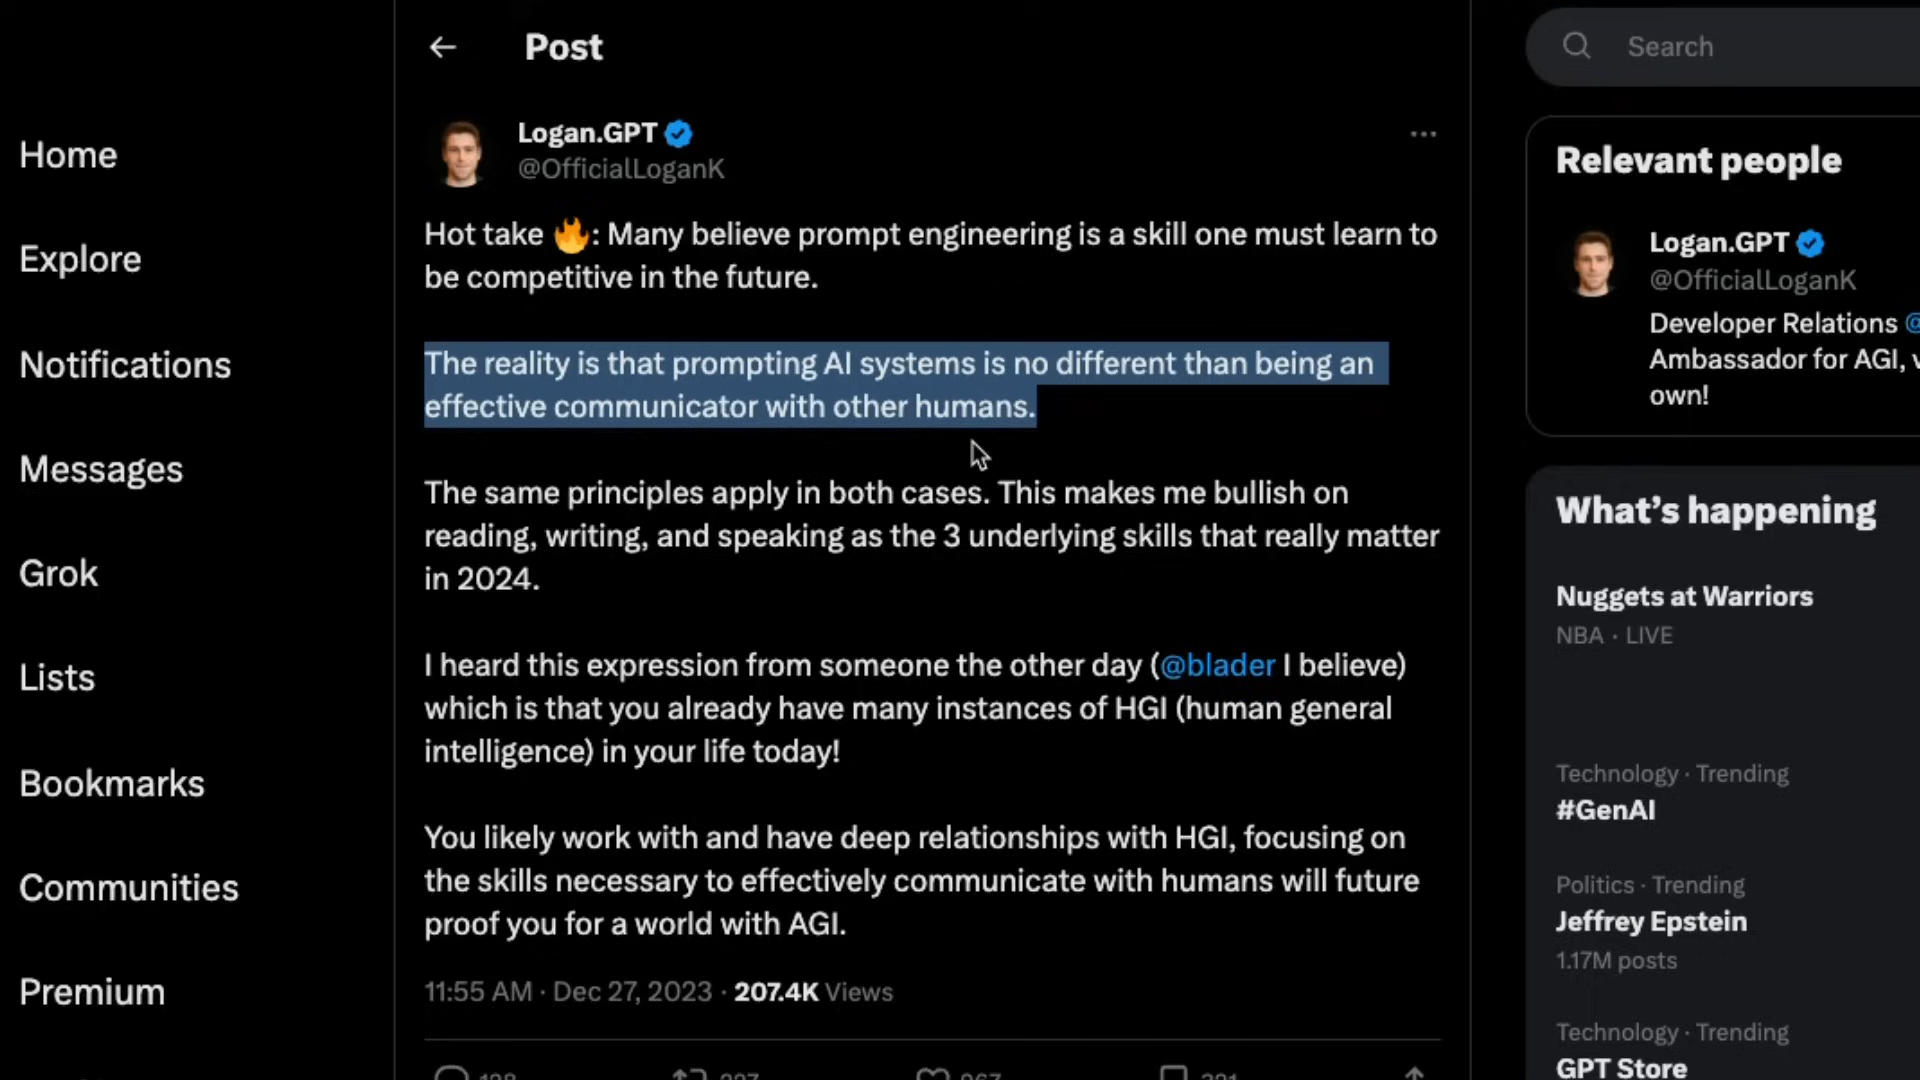 Post
Search
Logan.GPT
@OfficialLoganK
Home
Explore
Notifications
Messages
Grok
Lists
Bookmarks
Communities
Premium
Hot take 🔥: Many believe prompt engineering is a skill one must learn to
be competitive in the future.
The reality is that prompting AI systems is no different than being an
effective communicator with other humans.
The same principles apply in both cases. This makes me bullish on
reading, writing, and speaking as the 3 underlying skills that really matter
in 2024.
I heard this expression from someone the other day (@blader I believe)
which is that you already have many instances of HGI (human general
intelligence) in your life today!
You likely work with and have deep relationships with HGI, focusing on
the skills necessary to effectively communicate with humans will future
proof you for a world with AGI.
11:55 AM · Dec 27, 2023 · 207.4K Views
Relevant people
Logan.GPT
@OfficialLoganK
Developer Relations @
Ambassador for AGI,
own!
What's happening
Nuggets at Warriors
NBA · LIVE
Technology · Trending
#GenAI
Politics · Trending
Jeffrey Epstein
1.17M posts
Technology · Trending
GPT Store